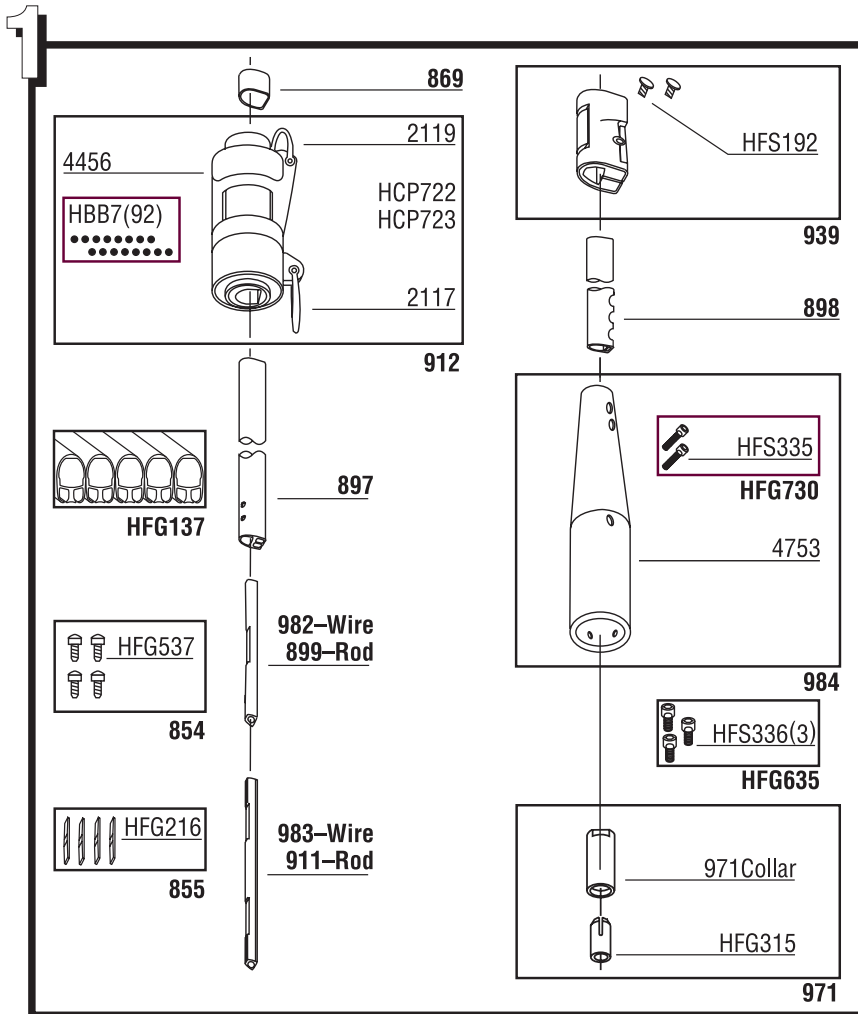 1
869
4456
2119
HBB7(92)
HCP722
HCP723
2117
912
HFG137
897
HFG537
854
982–Wire
899–Rod
HFG216
855
983–Wire
911–Rod
HFS192
939
898
HFS335
HFG730
4753
984
HFS336(3)
HFG635
971Collar
HFG315
971